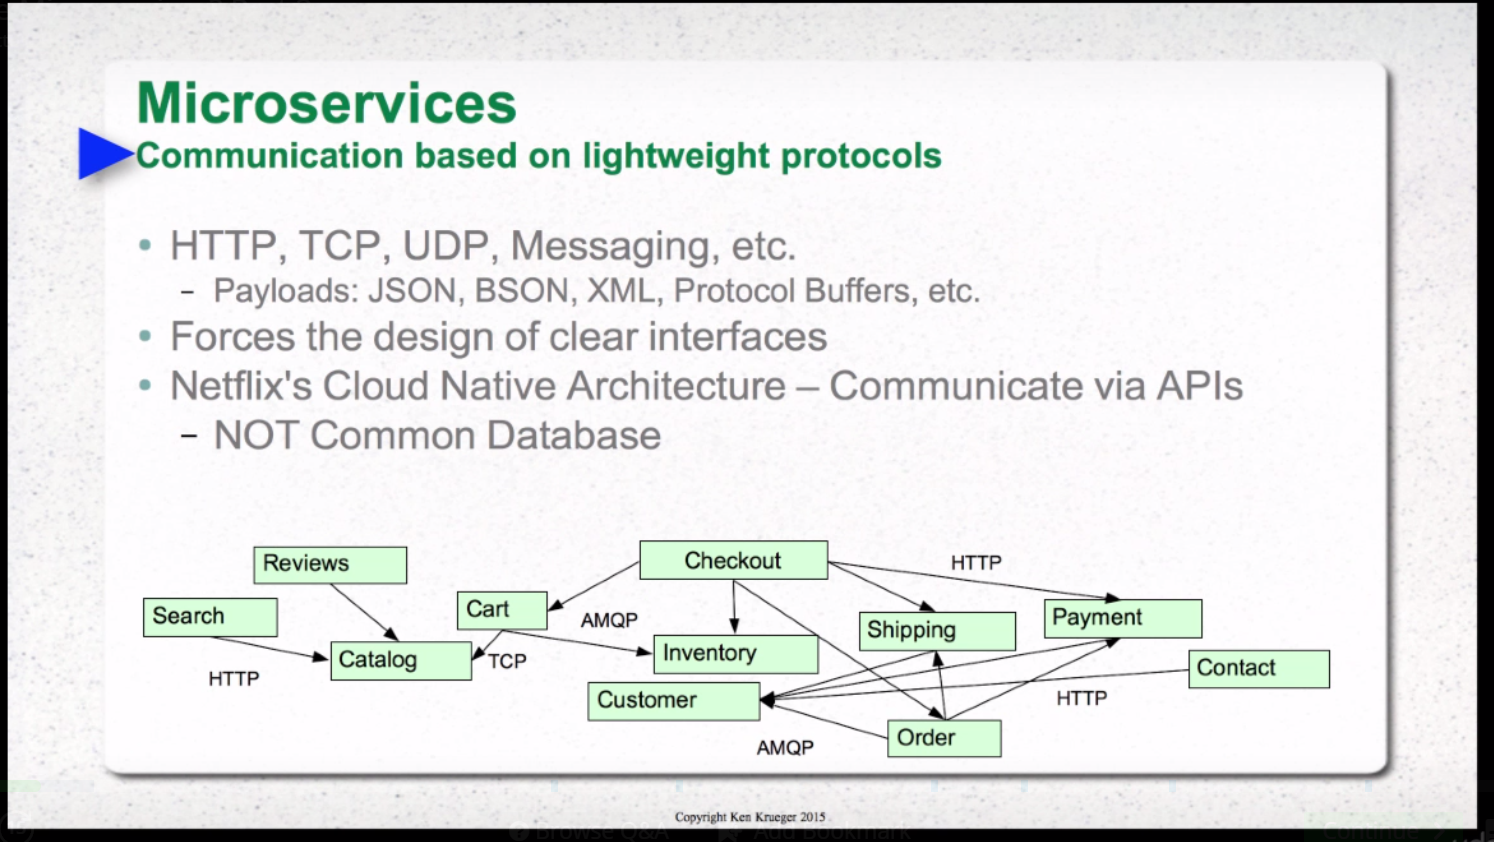 Microservices
Communication based on lightweight protocols
• HTTP, TCP, UDP, Messaging, etc.
– Payloads: JSON, BSON, XML, Protocol Buffers, etc.
• Forces the design of clear interfaces
• Netflix's Cloud Native Architecture – Communicate via APIs
– NOT Common Database
Reviews
Checkout
HTTP
Search
Cart
AMQP
Shipping
Payment
Catalog
TCP
Inventory
Contact
HTTP
Customer
HTTP
Order
AMQP
Copyright Ken Krueger 2015
Browse Q&A
Add Bookmark
Continue